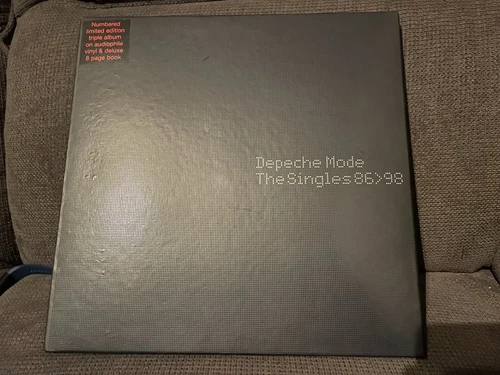 Numbered
limited edition
triple album
on audiophile
vinyl & deluxe
8 page book
Depeche Mode
The Singles 86>98